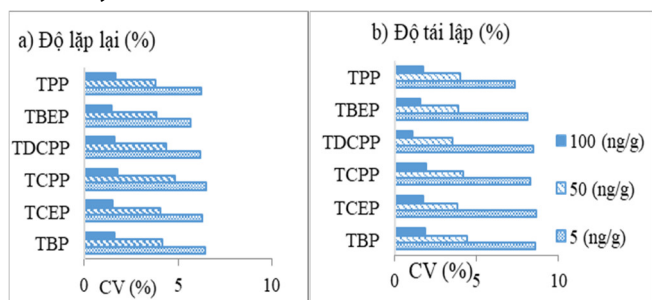 a) Độ lặp lại (%)
TPP
TBEP
TDCPP
TCPP
TCEP
TBP
0
5
10
CV (%)
b) Độ tái lập (%)
TPP
TBEP
TDCPP
TCPP
TCEP
TBP
0
5
10
CV (%)
100 (ng/g)
50 (ng/g)
5 (ng/g)